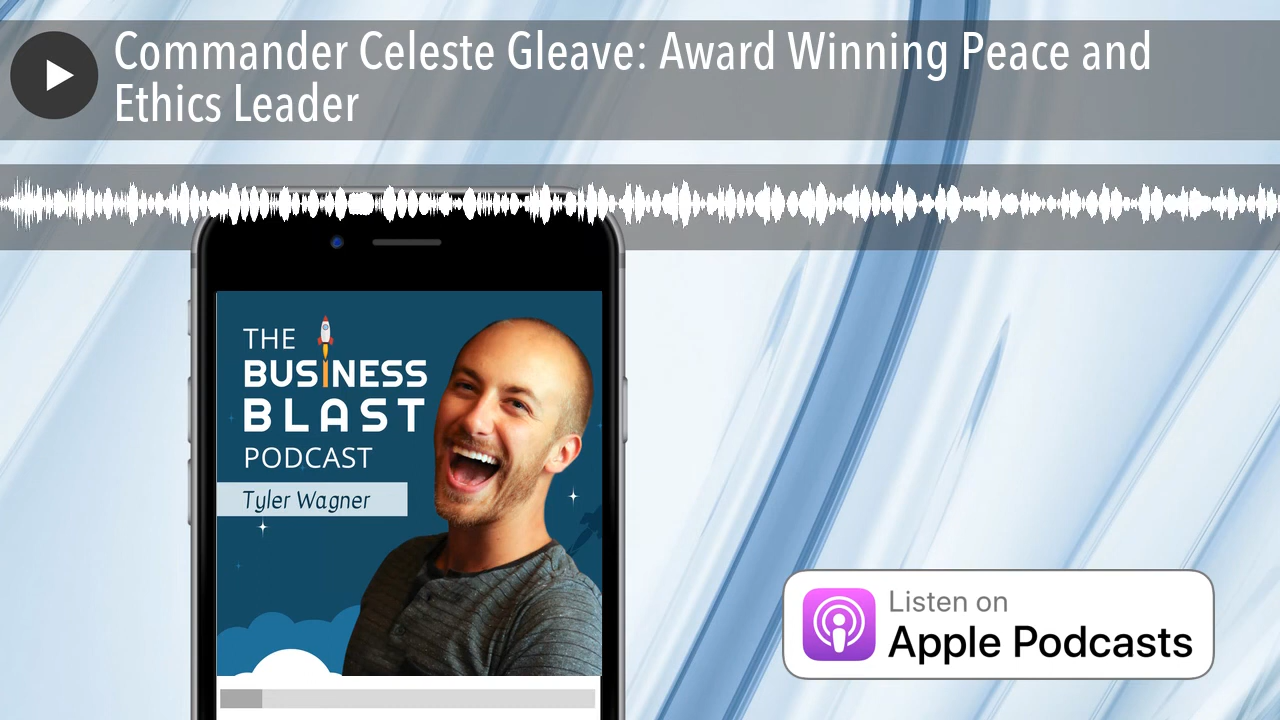 Commander Celeste Gleave: Award Winning Peace and
Ethics Leader
THE
BUSINESS
BLAST
PODCAST
Tyler Wagner
Listen on
Apple Podcasts